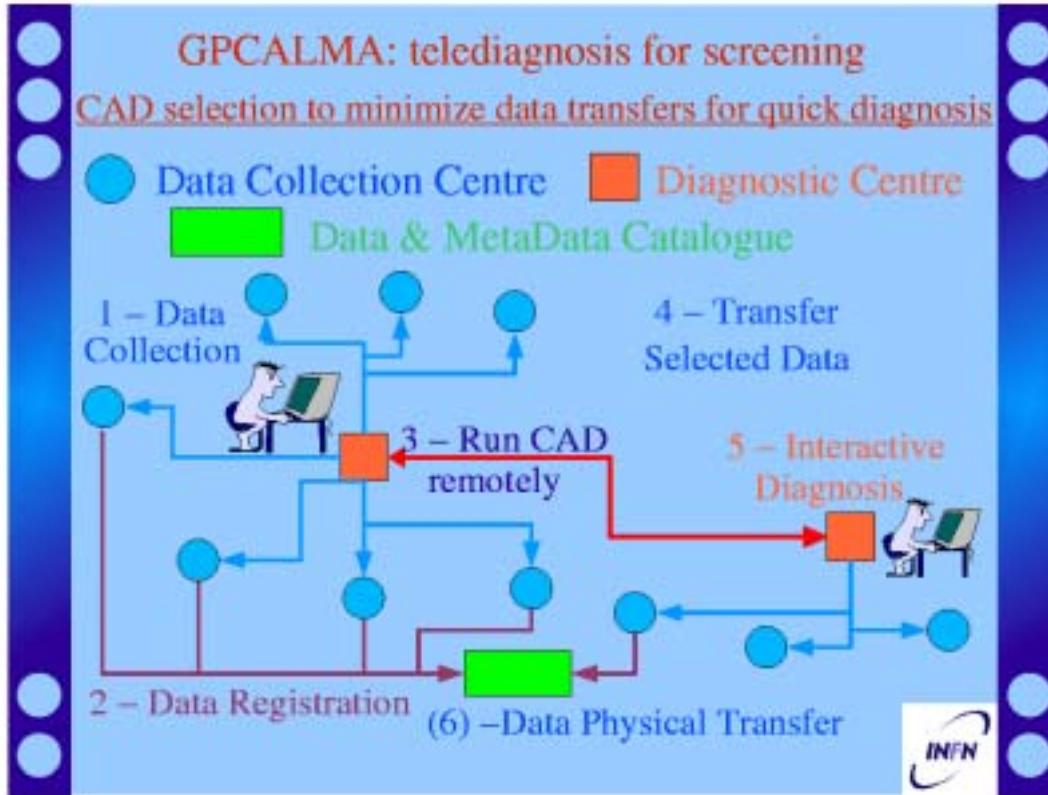 GPCALMA: telediagnosis for screening
CAD selection to minimize data transfers for quick diagnosis
Data Collection Centre
Diagnostic Centre
Data & MetaData Catalogue
1 – Data
Collection
4 – Transfer
Selected Data
3 – Run CAD
remotely
5 – Interactive
Diagnosis
2 – Data Registration
(6) –Data Physical Transfer
INFN